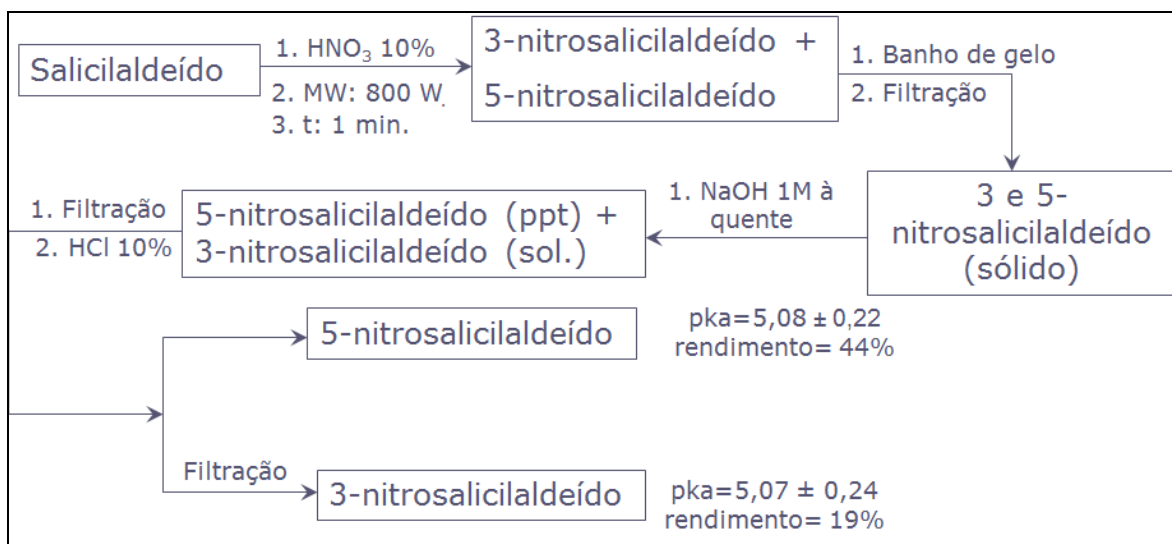 Salicilaldeído
1. HNO₃ 10%
2. MW: 800 W.
3. t: 1 min.
3-nitrosalicilaldeído +
5-nitrosalicilaldeído
1. Banho de gelo
2. Filtração
3 e 5-
nitrosalicilaldeído
(sólido)
1. NaOH 1M à
quente
5-nitrosalicilaldeído (ppt) +
3-nitrosalicilaldeído (sol.)
1. Filtração
2. HCl 10%
5-nitrosalicilaldeído
pka=5,08 ± 0,22
rendimento= 44%
Filtração
3-nitrosalicilaldeído
pka=5,07 ± 0,24
rendimento= 19%